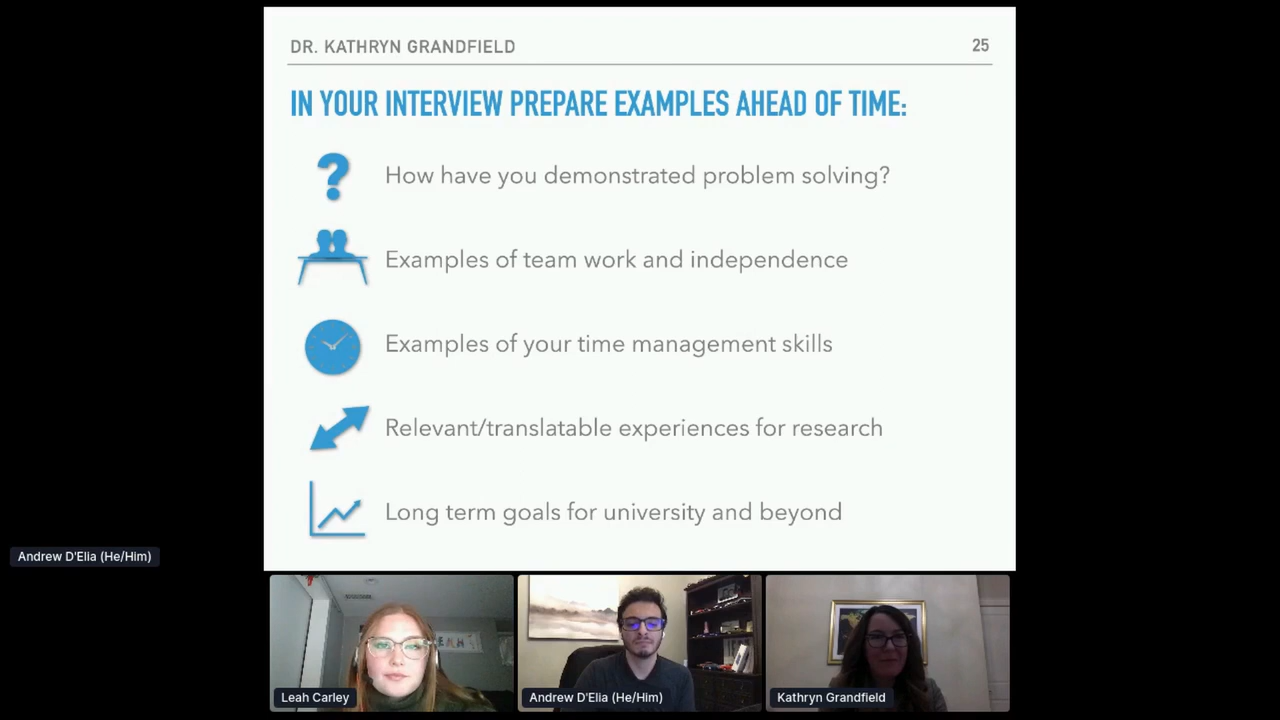 DR. KATHRYN GRANDFIELD
25
IN YOUR INTERVIEW PREPARE EXAMPLES AHEAD OF TIME:
?
How have you demonstrated problem solving?
Examples of team work and independence
Examples of your time management skills
Relevant/translatable experiences for research
Long term goals for university and beyond
Andrew D'Elia (He/Him)
Leah Carley
Andrew D'Elia (He/Him)
Kathryn Grandfield